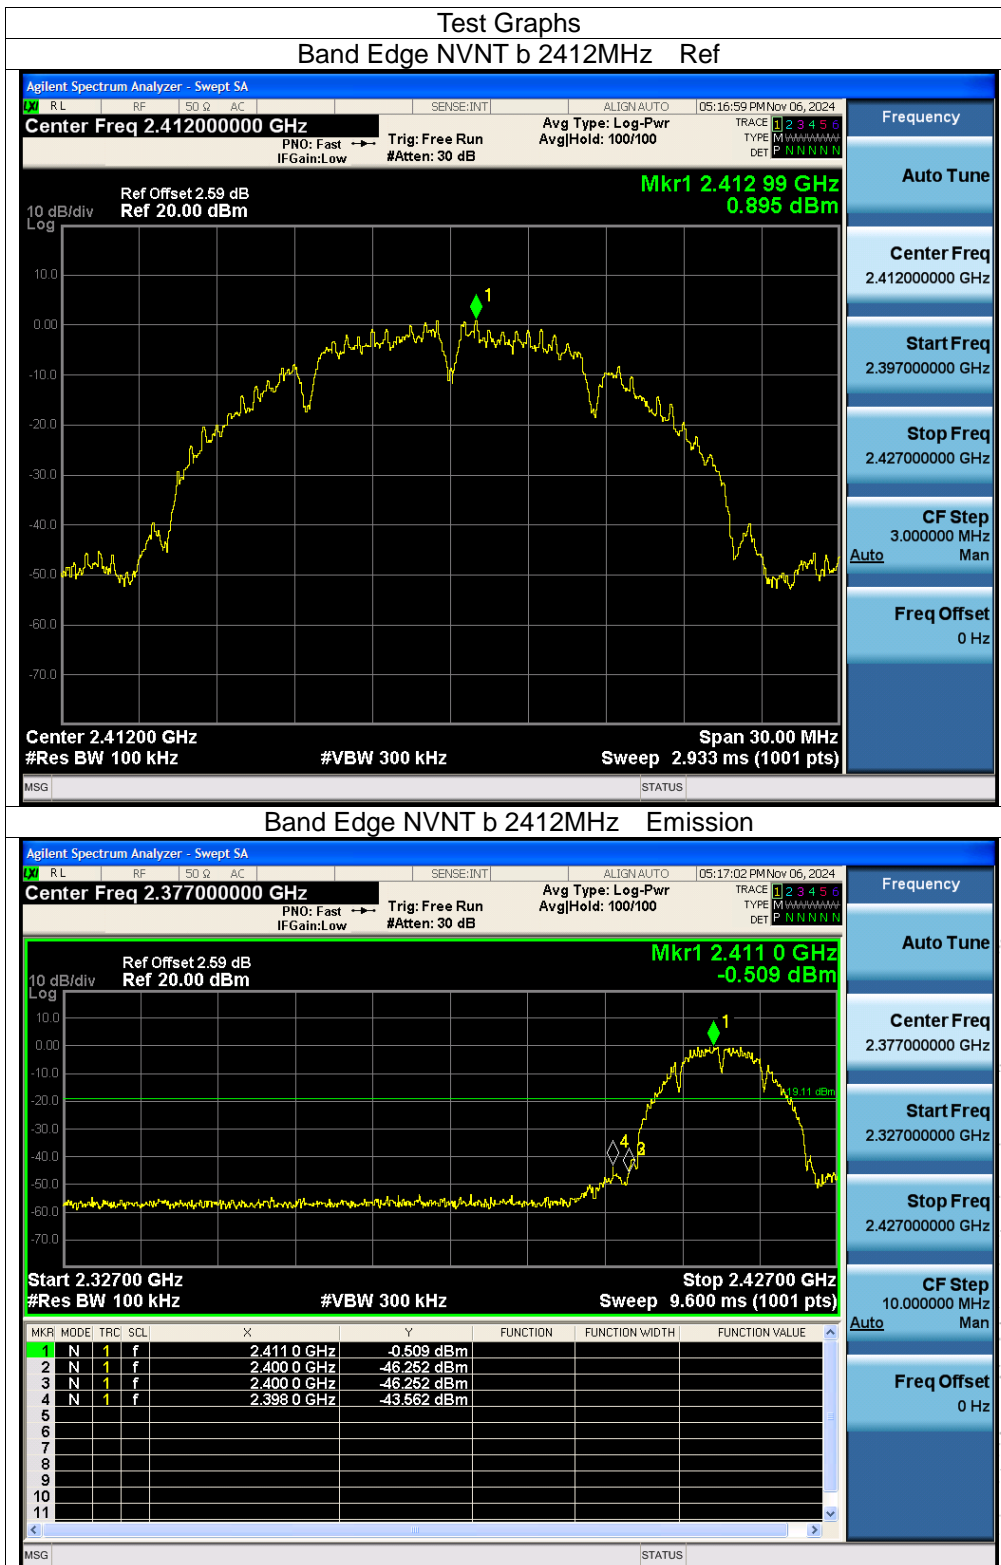 Test Graphs
Band Edge NVNT b 2412MHz Ref
Agilent Spectrum Analyzer - Swept SA
LXI RL RF 50 Ω AC SENSE:INT ALIGN AUTO 05:16:59 PM Nov 06, 2024
Center Freq 2.412000000 GHz
PNO: Fast
IFGain:Low
Trig: Free Run
#Atten: 30 dB
Avg Type: Log-Pwr
Avg|Hold: 100/100
TRACE 1 2 3 4 5 6
TYPE M WWWWW
DET P N N N N N
Frequency
Auto Tune
Mkr1 2.412 99 GHz
0.895 dBm
Ref Offset 2.59 dB
10 dB/div Ref 20.00 dBm
Log
10.0
0.00
-10.0
-20.0
-30.0
-40.0
-50.0
-60.0
-70.0
1
Center Freq
2.412000000 GHz
Start Freq
2.397000000 GHz
Stop Freq
2.427000000 GHz
CF Step
3.000000 MHz
Auto Man
Freq Offset
0 Hz
Center 2.41200 GHz Span 30.00 MHz
#Res BW 100 kHz #VBW 300 kHz Sweep 2.933 ms (1001 pts)
MSG STATUS
Band Edge NVNT b 2412MHz Emission
Agilent Spectrum Analyzer - Swept SA
LXI RL RF 50 Ω AC SENSE:INT ALIGN AUTO 05:17:02 PM Nov 06, 2024
Center Freq 2.377000000 GHz
PNO: Fast
IFGain:Low
Trig: Free Run
#Atten: 30 dB
Avg Type: Log-Pwr
Avg|Hold: 100/100
TRACE 1 2 3 4 5 6
TYPE M WWWWW
DET P N N N N N
Frequency
Auto Tune
Mkr1 2.411 0 GHz
-0.509 dBm
Ref Offset 2.59 dB
10 dB/div Ref 20.00 dBm
Log
10.0
0.00
-10.0
-20.0
-30.0
-40.0
-50.0
-60.0
-70.0
1
-19.11 dBm
4
Center Freq
2.377000000 GHz
Start Freq
2.327000000 GHz
Stop Freq
2.427000000 GHz
CF Step
10.000000 MHz
Auto Man
Freq Offset
0 Hz
Start 2.32700 GHz Stop 2.42700 GHz
#Res BW 100 kHz #VBW 300 kHz Sweep 9.600 ms (1001 pts)
MKR MODE TRC SCL X Y FUNCTION FUNCTION WIDTH FUNCTION VALUE
1 N 1 f 2.411 0 GHz -0.509 dBm
2 N 1 f 2.400 0 GHz -46.252 dBm
3 N 1 f 2.400 0 GHz -46.252 dBm
4 N 1 f 2.398 0 GHz -43.562 dBm
5
6
7
8
9
10
11
MSG STATUS